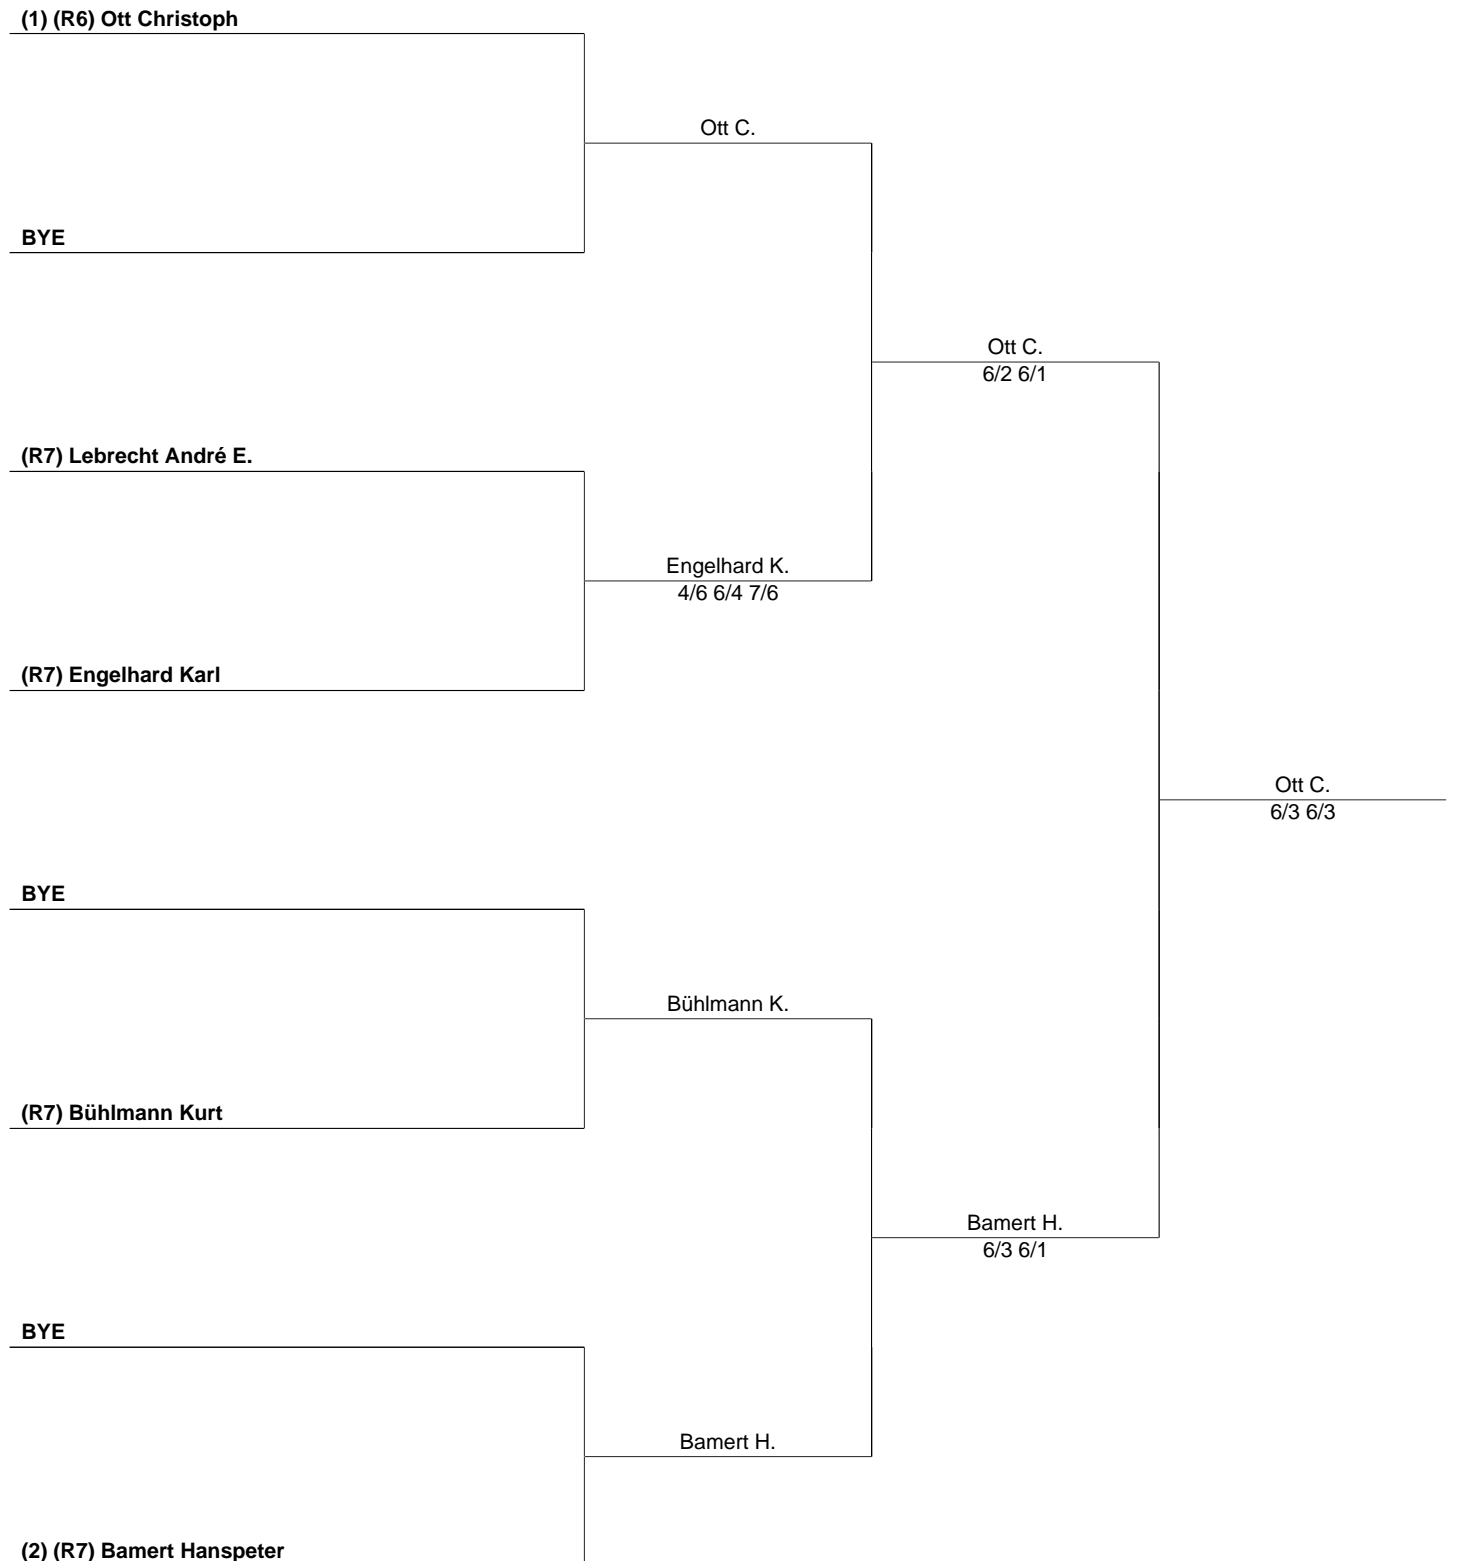 (1) (R6) Ott Christoph
Ott C.
BYE
Ott C.
6/2 6/1
(R7) Lebrecht André E.
Engelhard K.
4/6 6/4 7/6
(R7) Engelhard Karl
Ott C.
6/3 6/3
BYE
Bühlmann K.
(R7) Bühlmann Kurt
Bamert H.
6/3 6/1
BYE
Bamert H.
(2) (R7) Bamert Hanspeter